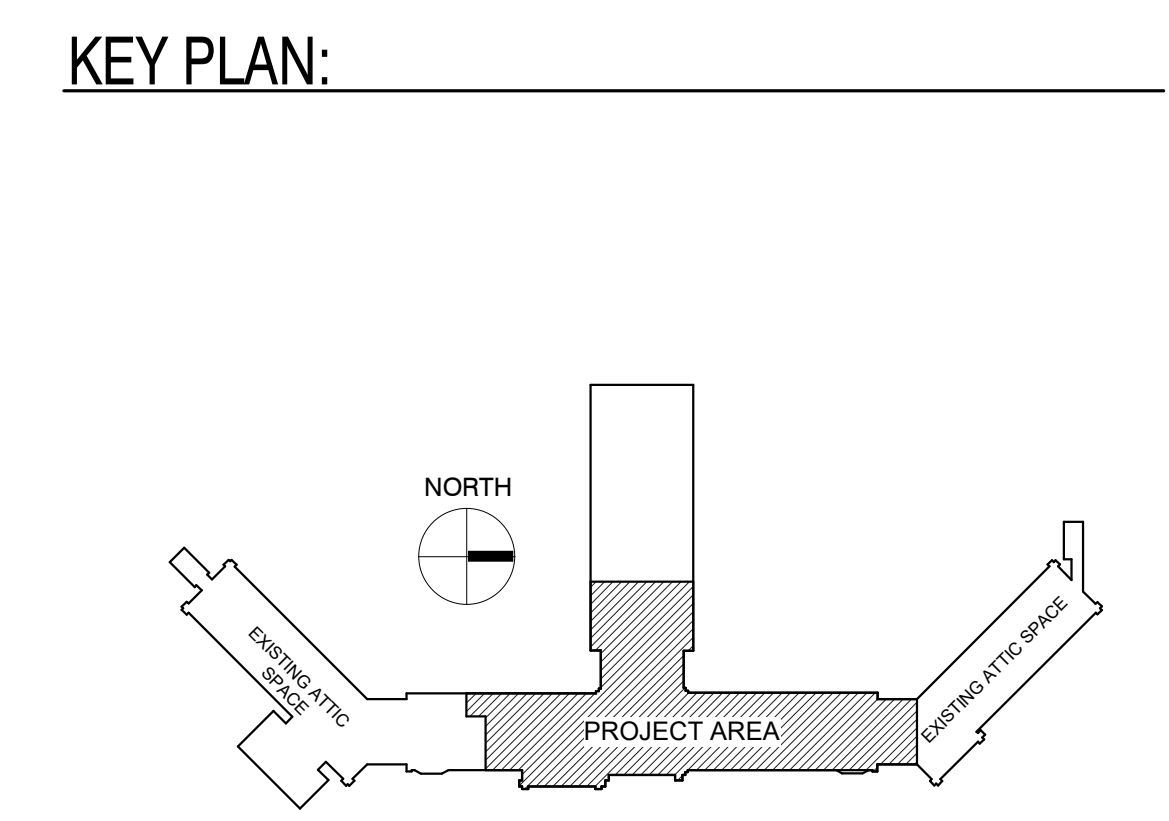 KEY PLAN:
NORTH
EXISTING ATTIC
SPACE
EXISTING ATTIC SPACE
PROJECT AREA